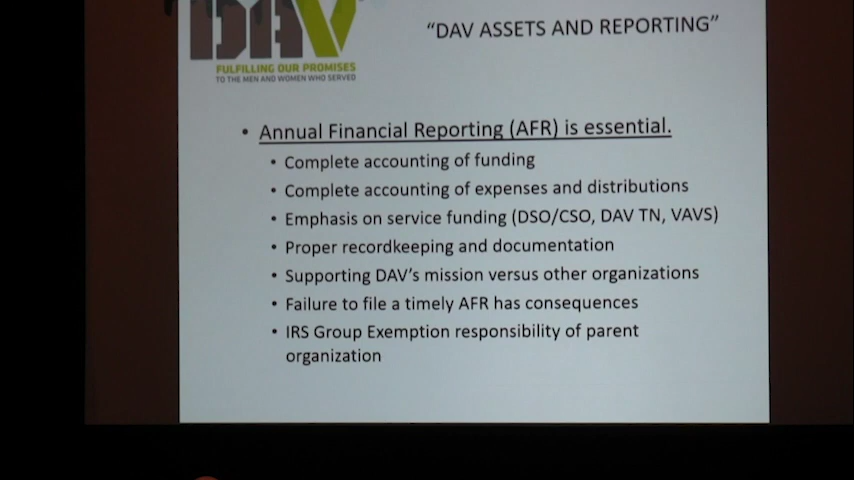 DAV
FULFILLING OUR PROMISES
TO THE MEN AND WOMEN WHO SERVED
“DAV ASSETS AND REPORTING”
• Annual Financial Reporting (AFR) is essential.
• Complete accounting of funding
• Complete accounting of expenses and distributions
• Emphasis on service funding (DSO/CSO, DAV TN, VAVS)
• Proper recordkeeping and documentation
• Supporting DAV’s mission versus other organizations
• Failure to file a timely AFR has consequences
• IRS Group Exemption responsibility of parent
organization